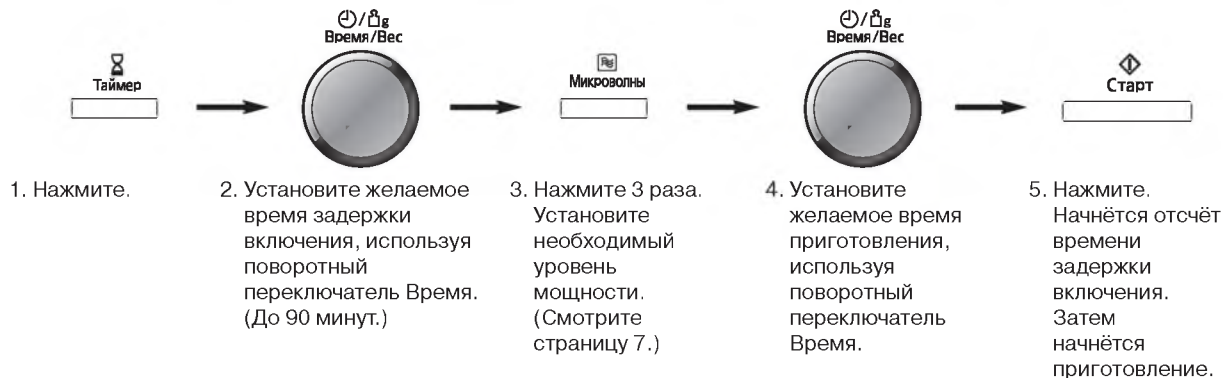 Время/Вес
Время/Вес
Таймер
Микроволны
Старт
1. Нажмите.
2. Установите желаемое
время задержки
включения, используя
поворотный
переключатель Время.
(До 90 минут.)
3. Нажмите 3 раза.
Установите
необходимый
уровень
мощности.
(Смотрите
страницу 7.)
4. Установите
желаемое время
приготовления,
используя
поворотный
переключатель
Время.
5. Нажмите.
Начнётся отсчёт
времени
задержки
включения.
Затем
начнётся
приготовление.